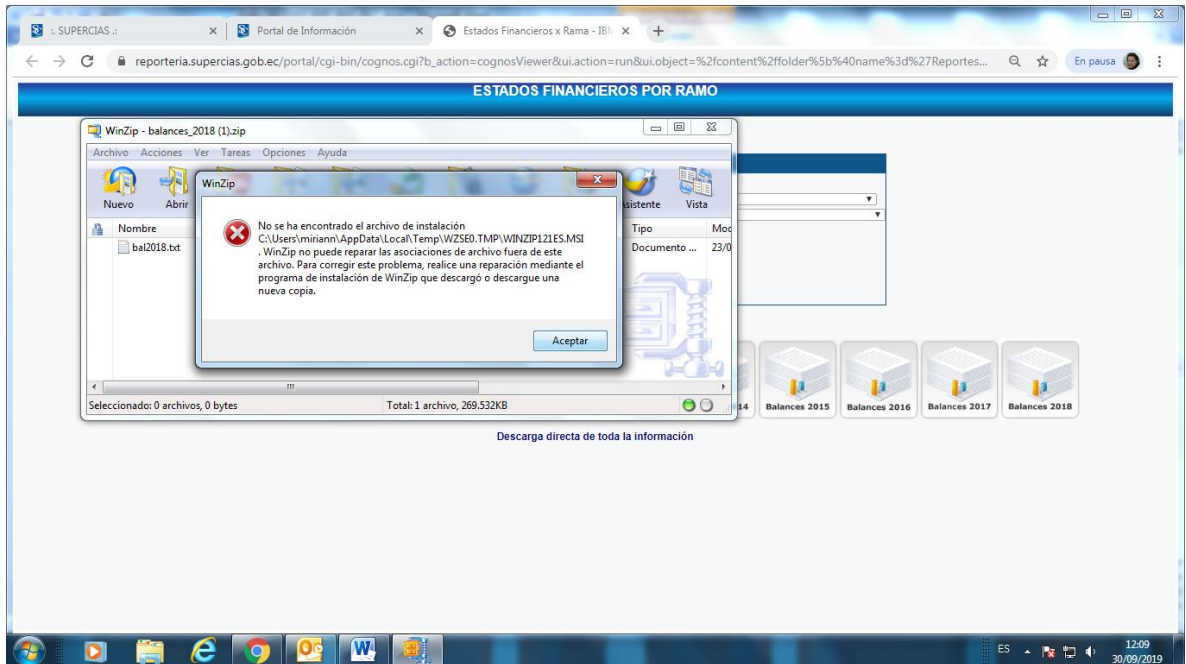 :. SUPERCIAS .:
Portal de Información
Estados Financieros x Rama - IBM
reporteria.supercias.gob.ec/portal/cgi-bin/cognos.cgi?b_action=cognosViewer&ui.action=run&ui.object=%2fcontent%2ffolder%5b%40name%3d%27Reportes...
En pausa
ESTADOS FINANCIEROS POR RAMO
WinZip - balances_2018 (1).zip
Archivo Acciones Ver Tareas Opciones Ayuda
Nuevo Abrir Vista
Nombre Tipo
bal2018.txt Documento ...
WinZip
No se ha encontrado el archivo de instalación
C:\Users\miriann\AppData\Local\Temp\WZSE0.TMP\WINZIP121ES.MSI
. WinZip no puede reparar las asociaciones de archivo fuera de este
archivo. Para corregir este problema, realice una reparación mediante el
programa de instalación de WinZip que descargó o descargue una
nueva copia.
Aceptar
Seleccionado: 0 archivos, 0 bytes Total: 1 archivo, 269.532KB
14 Balances 2015 Balances 2016 Balances 2017 Balances 2018
Descarga directa de toda la información
ES
12:09
30/09/2019